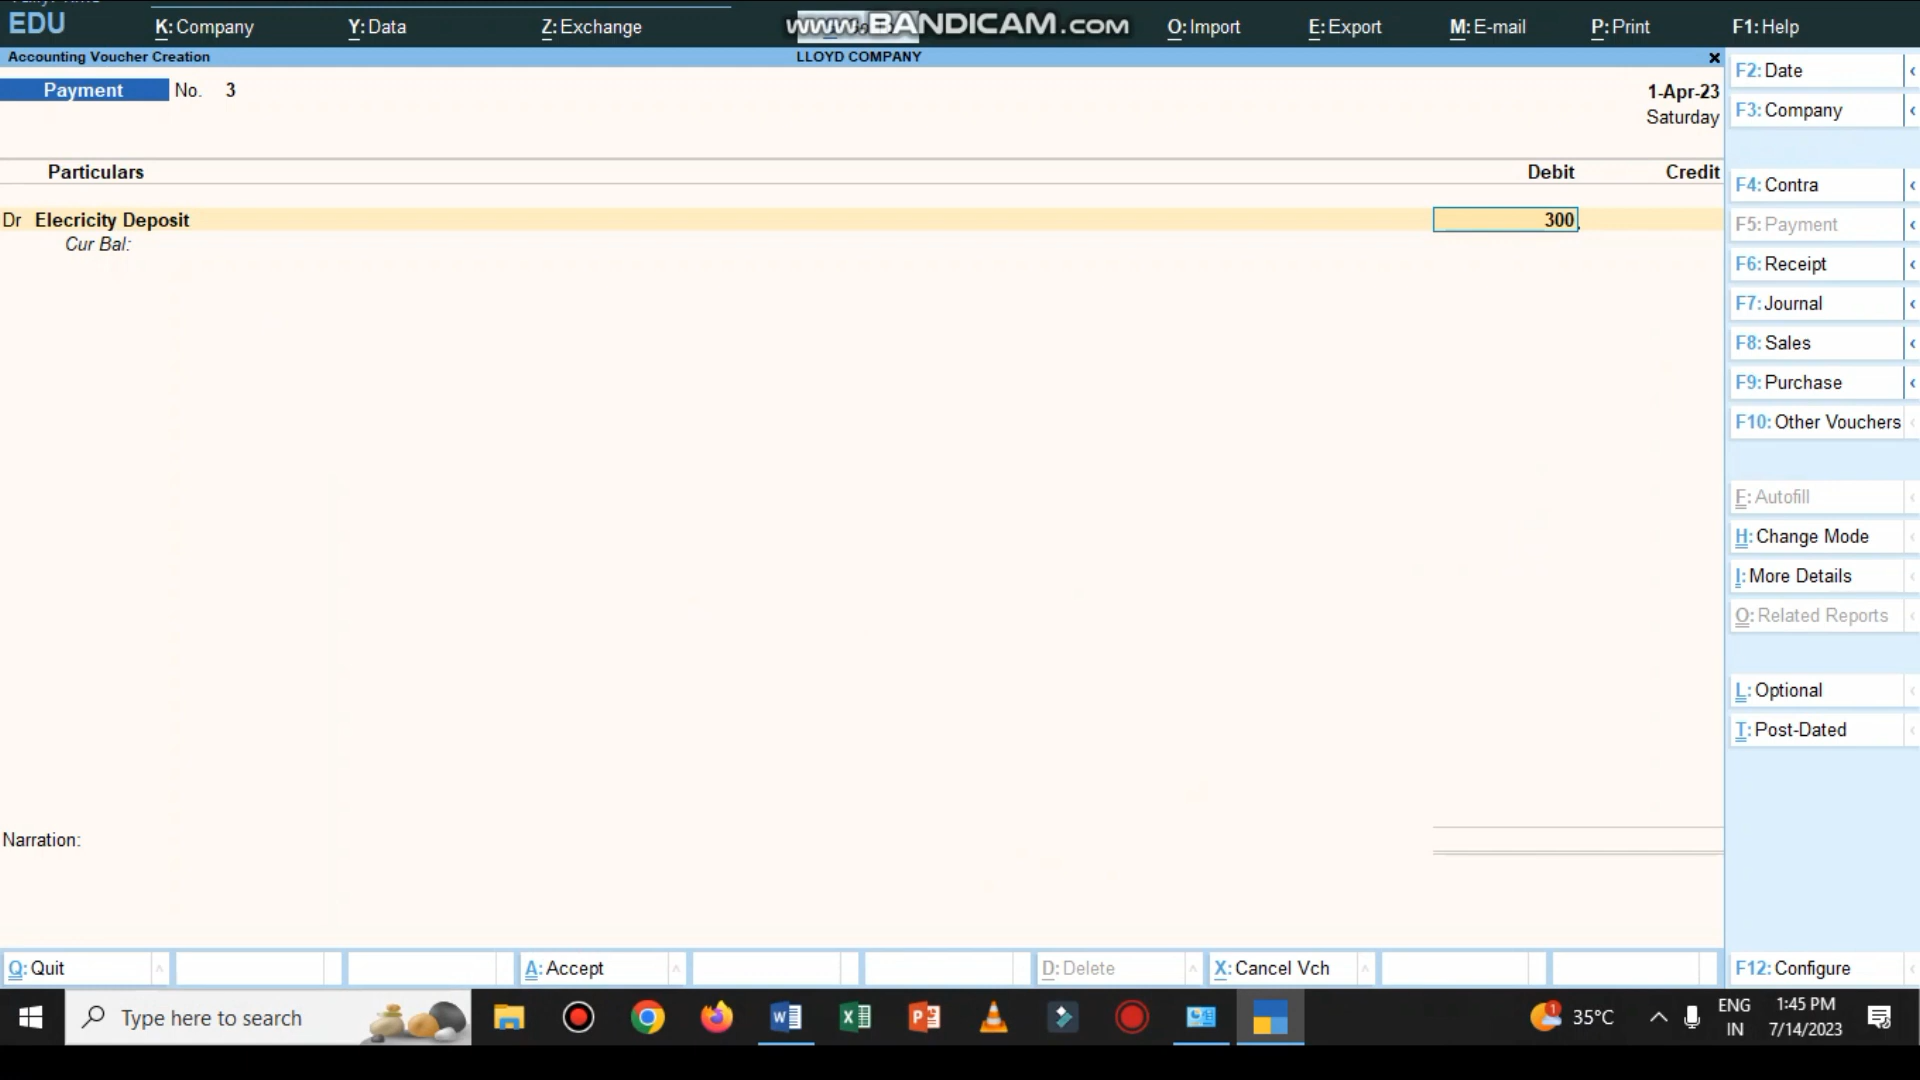 EDU
K: Company
Y: Data
Z: Exchange
www.BANDICAM.com
O: Import
E: Export
M: E-mail
P: Print
F1: Help
Accounting Voucher Creation
LLOYD COMPANY
Payment No. 3
1-Apr-23
Saturday
Particulars
Debit
Credit
Dr Elecricity Deposit
300
Cur Bal:
Narration:
F2: Date
F3: Company
F4: Contra
F5: Payment
F6: Receipt
F7: Journal
F8: Sales
F9: Purchase
F10: Other Vouchers
F: Autofill
H: Change Mode
I: More Details
O: Related Reports
L: Optional
T: Post-Dated
F12: Configure
Q: Quit
A: Accept
D: Delete
X: Cancel Vch
Type here to search
35°C
ENG
IN
1:45 PM
7/14/2023